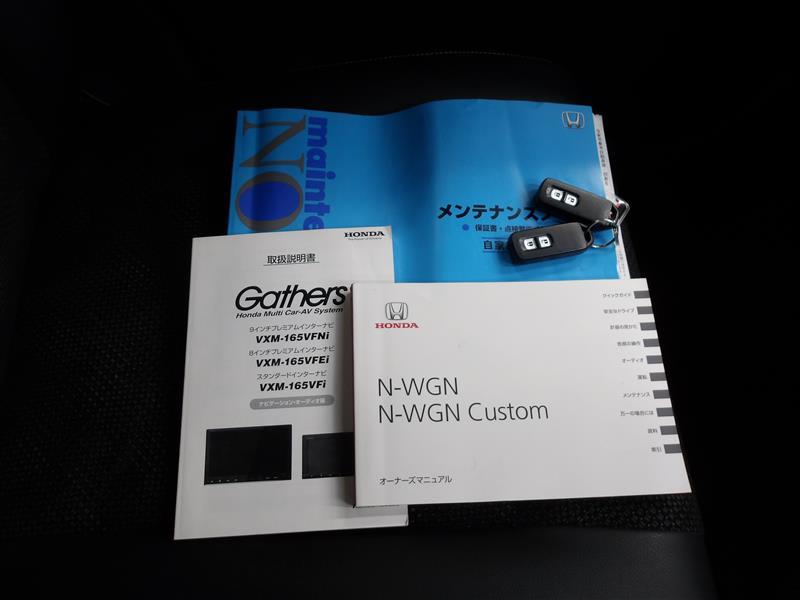 mainte
NO
メンテナンス
保証書・点検整
自家
HONDA
The Power of Dreams
取扱説明書
Gathers
Honda Multi Car-AV System
9インチプレミアムインターナビ
VXM-165VFNi
8インチプレミアムインターナビ
VXM-165VFEi
スタンダードインターナビ
VXM-165VFi
ナビゲーション・オーディオ編
HONDA
N-WGN
N-WGN Custom
オーナーズマニュアル
クイックガイド
安全なドライブ
計器の見かた
各部の操作
オーディオ
運転
メンテナンス
万一の場合には
資料
索引